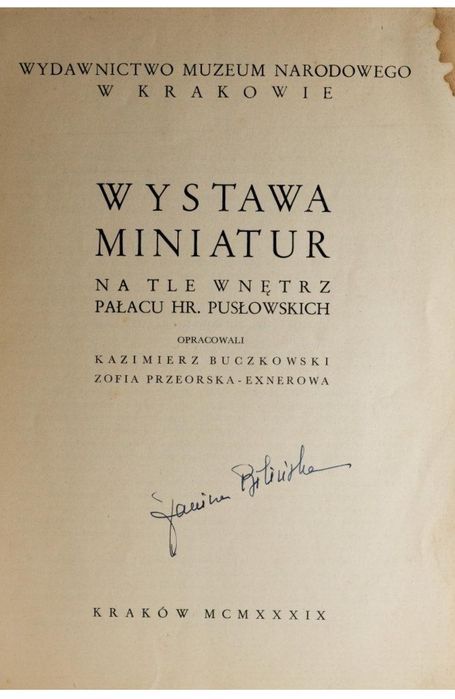 WYDAWNICTWO MUZEUM NARODOWEGO
W KRAKOWIE
WYSTAWA
MINIATUR
NA TLE WNĘTRZ
PAŁACU HR. PUSŁOWSKICH
OPRACOWALI
KAZIMIERZ BUCZKOWSKI
ZOFIA PRZEORSKA-EXNEROWA
Janina Bilińska
KRAKÓW MCMXXXIX